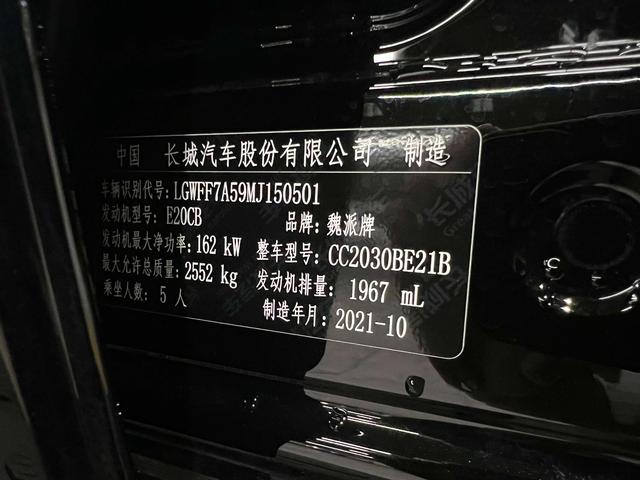 中国 长城汽车股份有限公司 制造
车辆识别代号: LGWFF7A59MJ150501
发动机型号: E20CB 品牌: 魏派牌
发动机最大净功率: 162 kW 整车型号: CC2030BE21B
最大允许总质量: 2552 kg 发动机排量: 1967 mL
乘坐人数: 5 人 制造年月: 2021-10